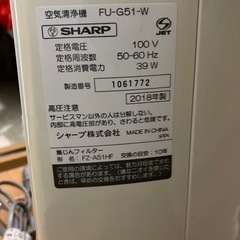 空気清浄機 FU-G51-W
SHARP
JET
定格電圧 100 V
定格周波数 50-60 Hz
定格消費電力 39 W
製造番号 1061772
2018年製
高圧注意
サービスマン以外の人は分解しない。
内部に高電圧部があり、さわるとき危険です。
シャープ株式会社
MADE IN CHINA
集じんフィルター
形名:FZ-A51HF 交換の目安:10年